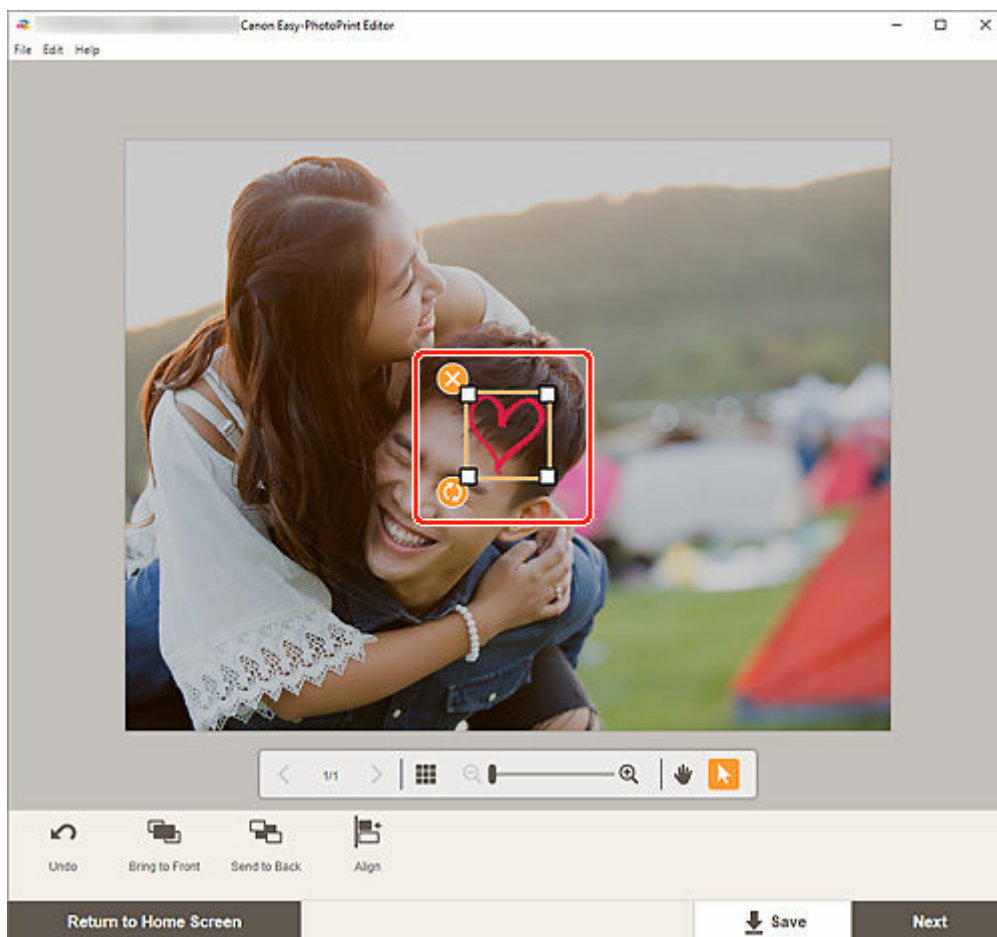 Canon Easy-PhotoPrint Editor
File Edit Help
1/1
Undo Bring to Front Send to Back Align
Return to Home Screen Save Next